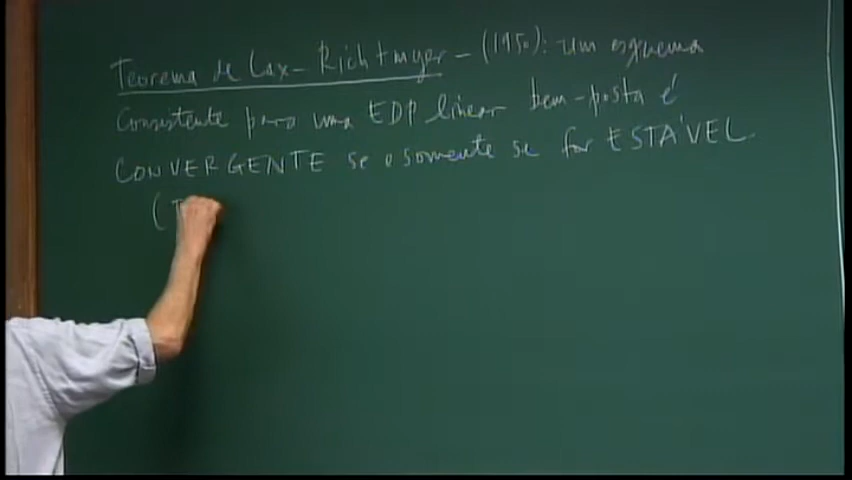 Teorema de Lax-Richtmyer - (1950): um esquema
Consistente para uma EDP linear bem-posta é
CONVERGENTE se e somente se for ESTÁVEL.
(